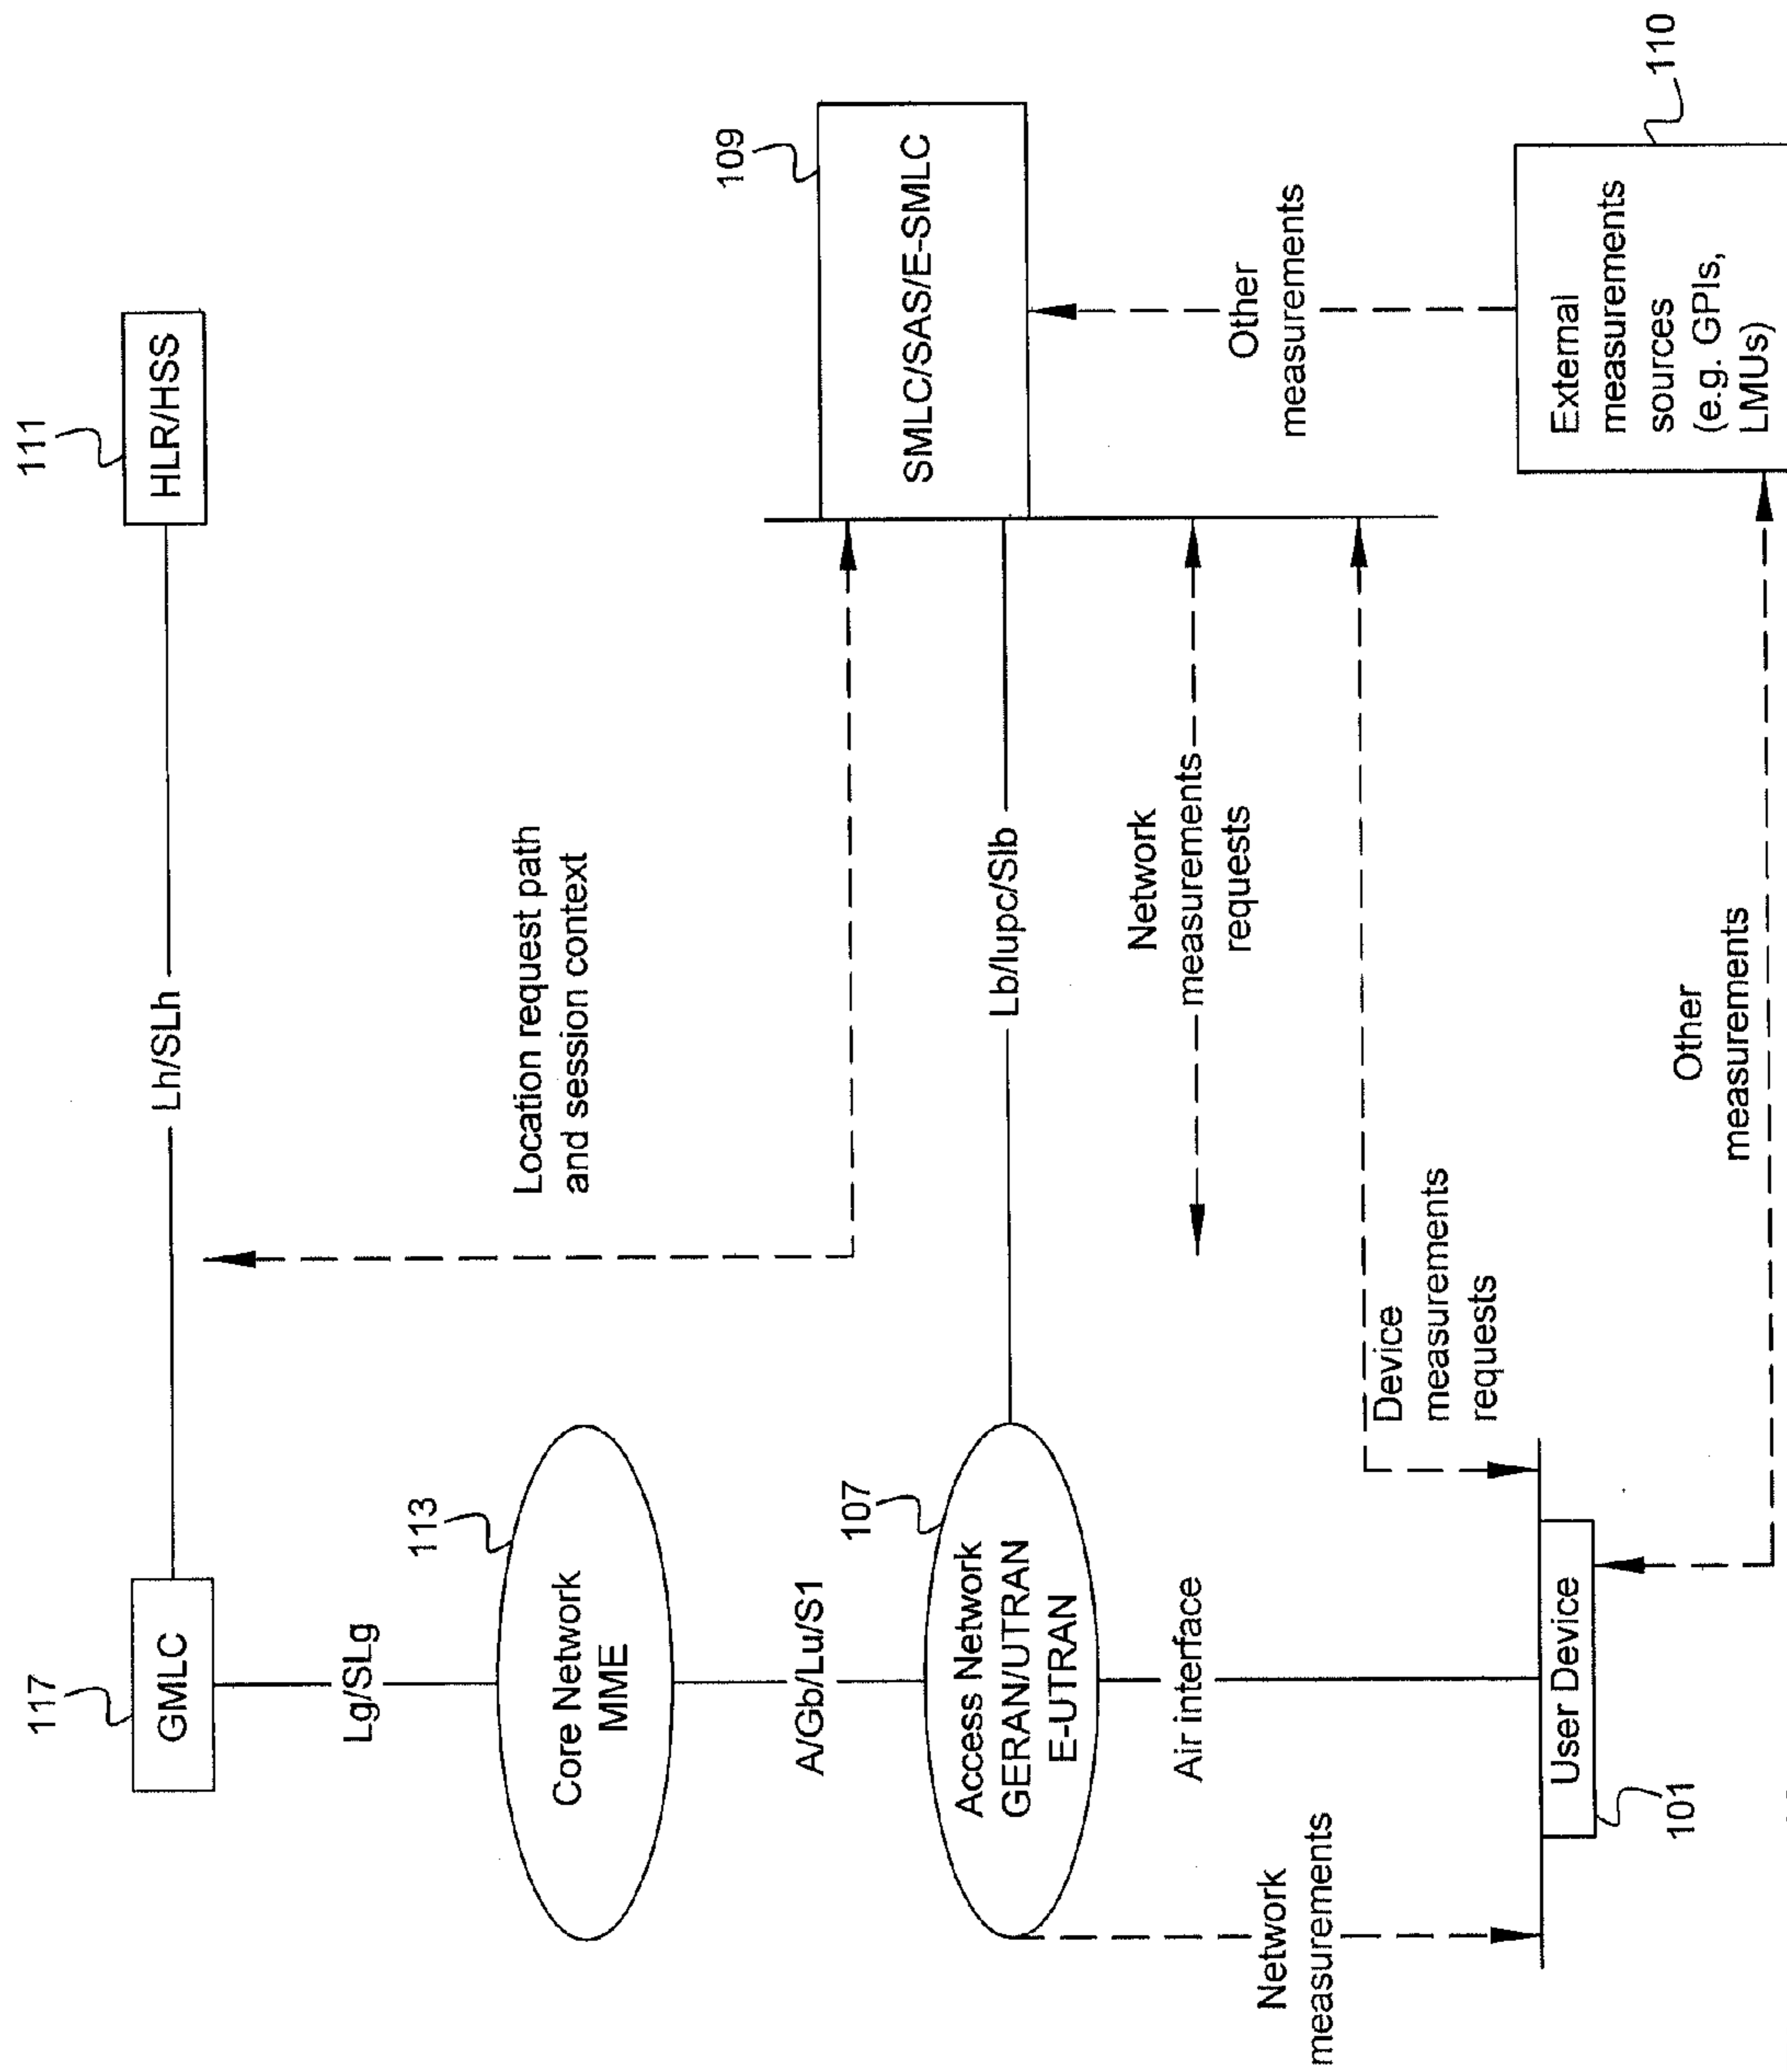 117
GMLC
Lh/SLh
111
HLR/HSS
Lg/SLg
113
Core Network
MME
Location request path
and session context
A/Gb/Lu/S1
107
Access Network
GERAN/UTRAN
E-UTRAN
Lb/Iupc/Slb
109
SMLC/SAS/E-SMLC
Network
measurements
requests
Air interface
Network
measurements
Device
measurements
requests
Other
measurements
User Device
101
Other
measurements
External
measurements
sources
(e.g. GPIs,
LMUs)
110